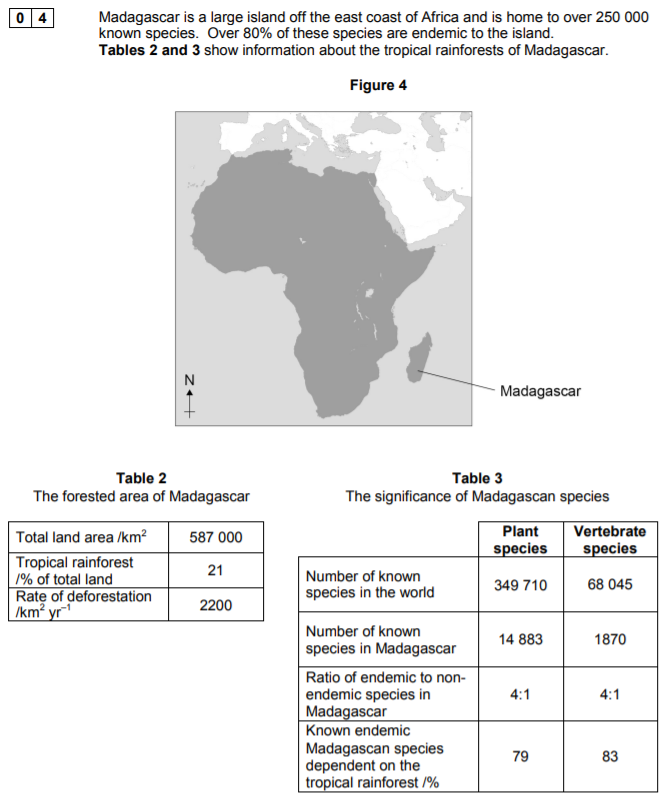 0 4
Madagascar is a large island off the east coast of Africa and is home to over 250 000
known species. Over 80% of these species are endemic to the island.
Tables 2 and 3 show information about the tropical rainforests of Madagascar.
Figure 4
N
Madagascar
Table 2
The forested area of Madagascar
Total land area /km² 587 000
Tropical rainforest
/% of total land 21
Rate of deforestation
/km² yr⁻¹ 2200
Table 3
The significance of Madagascan species
Plant
species
Vertebrate
species
Number of known
species in the world 349 710 68 045
Number of known
species in Madagascar 14 883 1870
Ratio of endemic to non-
endemic species in
Madagascar 4:1 4:1
Known endemic
Madagascan species
dependent on the
tropical rainforest /% 79 83